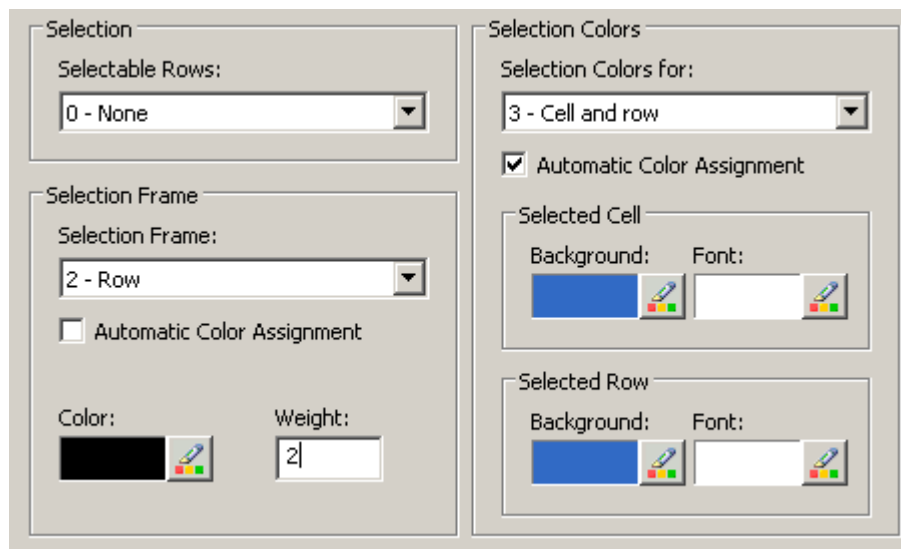 Selection
Selectable Rows:
0 - None
Selection Frame
Selection Frame:
2 - Row
Automatic Color Assignment
Color: Weight:
2
Selection Colors
Selection Colors for:
3 - Cell and row
Automatic Color Assignment
Selected Cell
Background: Font:
Selected Row
Background: Font: